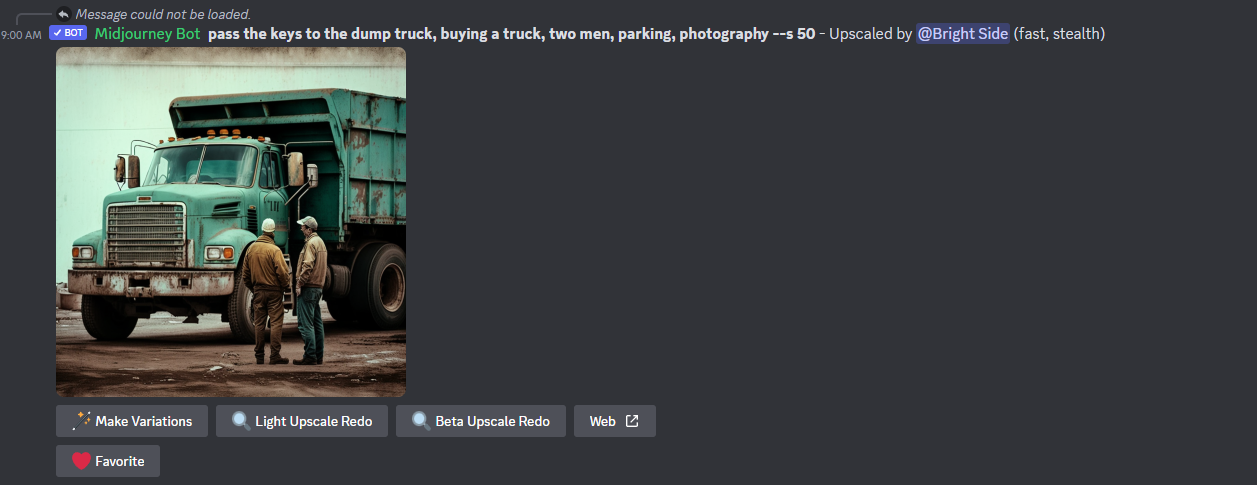 Message could not be loaded.
9:00 AM BOT Midjourney Bot pass the keys to the dump truck, buying a truck, two men, parking, photography --s 50 - Upscaled by @Bright Side (fast, stealth)
Make Variations Light Upscale Redo Beta Upscale Redo Web
Favorite